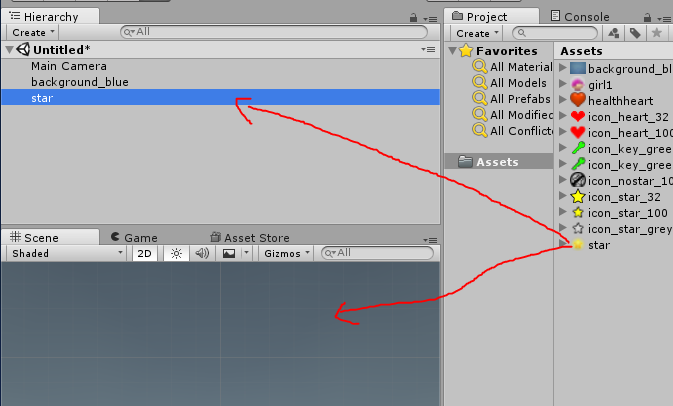 Hierarchy
Create
All
Untitled*
Main Camera
background_blue
star
Scene
Game
Asset Store
Shaded
2D
Gizmos
All
Project
Console
Create
Favorites
All Material
All Models
All Prefabs
All Modified
All Conflicte
Assets
Assets
background_bl
girl1
healthheart
icon_heart_32
icon_heart_100
icon_key_gree
icon_key_gree
icon_nostar_10
icon_star_32
icon_star_100
icon_star_grey
star